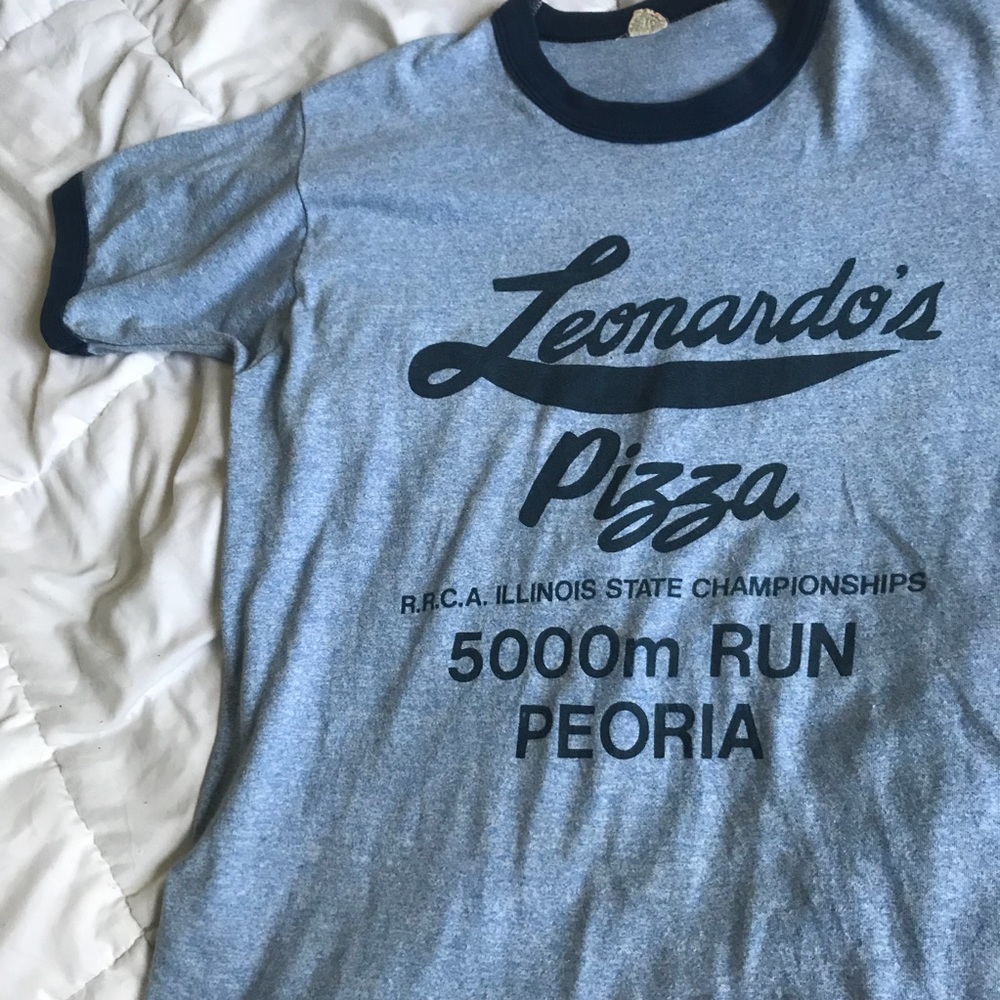 Leonardo's
Pizza
R.R.C.A. ILLINOIS STATE CHAMPIONSHIPS
5000m RUN
PEORIA